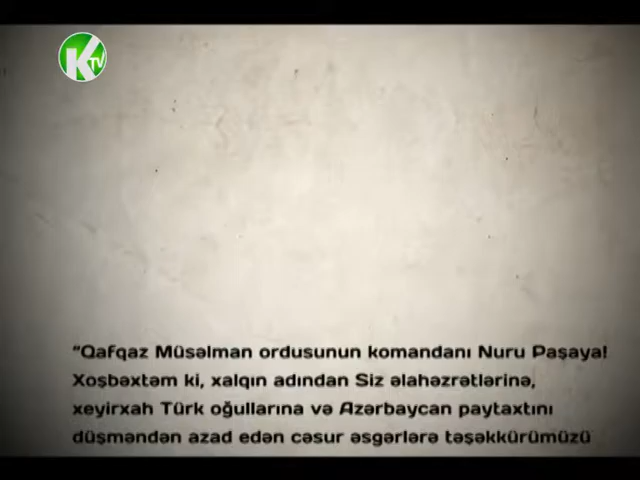 KTV
"Qafqaz Müsəlman ordusunun komandanı Nuru Paşaya!
Xoşbəxtəm ki, xalqın adından Siz əlahəzrətlərinə,
xeyirxah Türk oğullarına və Azərbaycan paytaxtını
düşməndən azad edən cəsur əsgərlərə təşəkkürümüzü